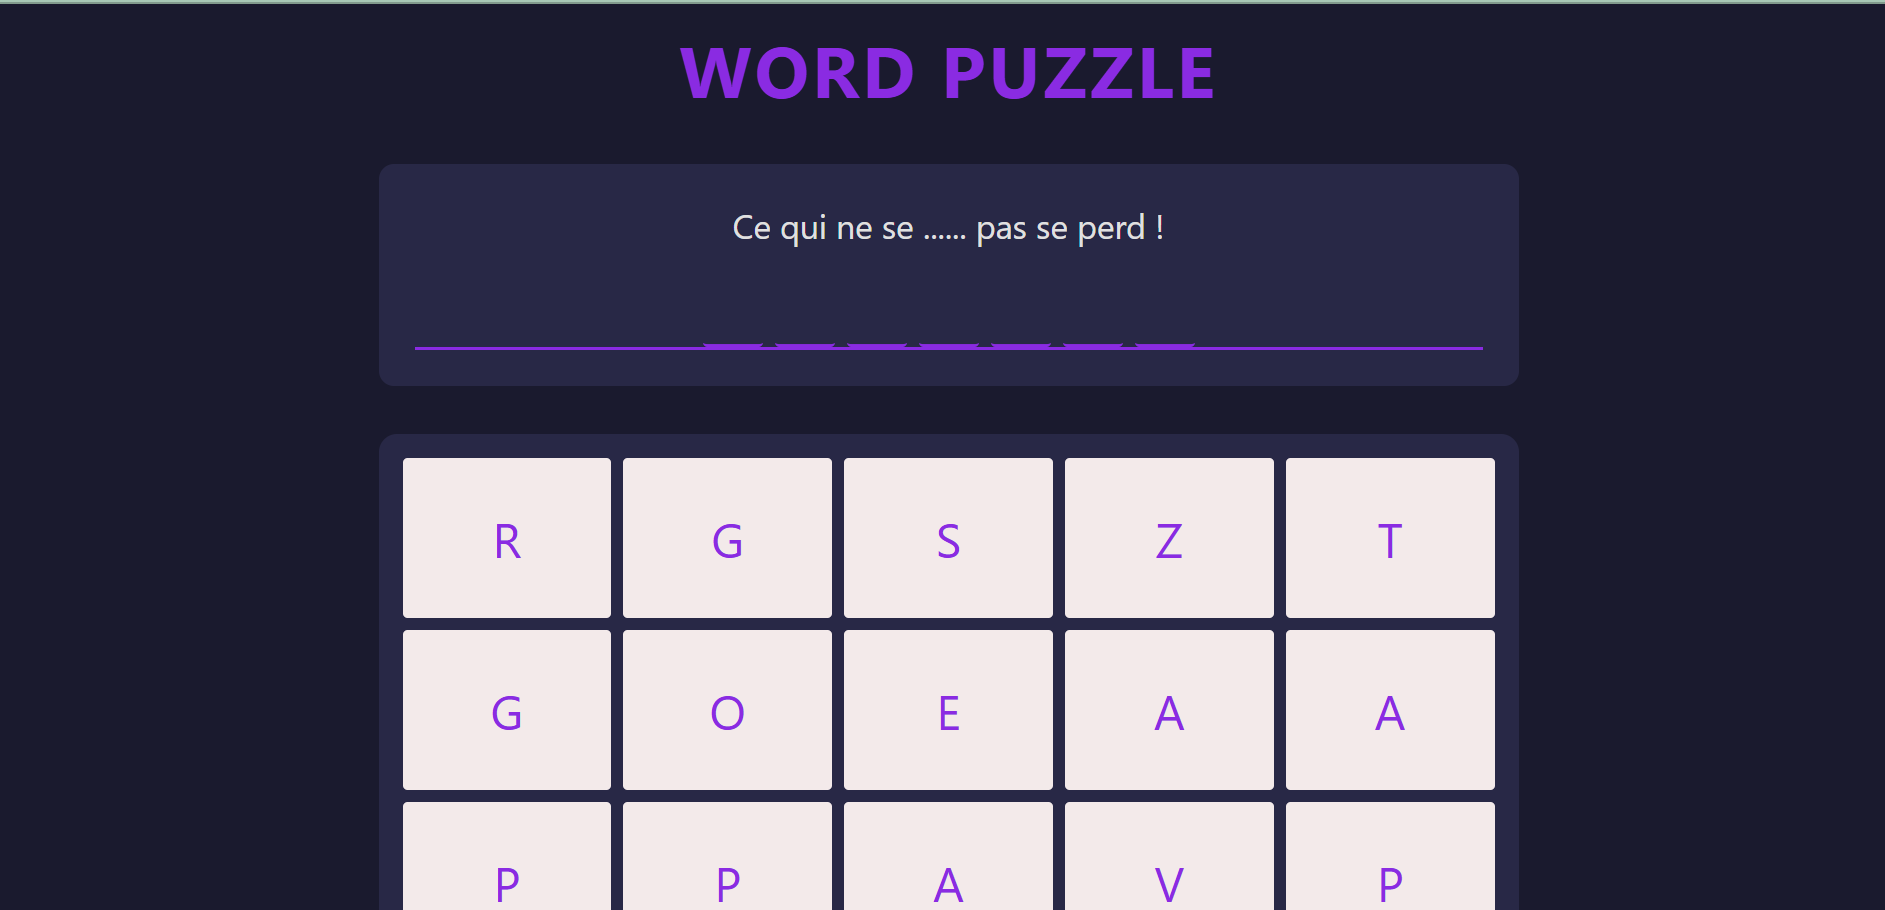 WORD PUZZLE
Ce qui ne se ...... pas se perd !
R G S Z T
G O E A A
P P A V P